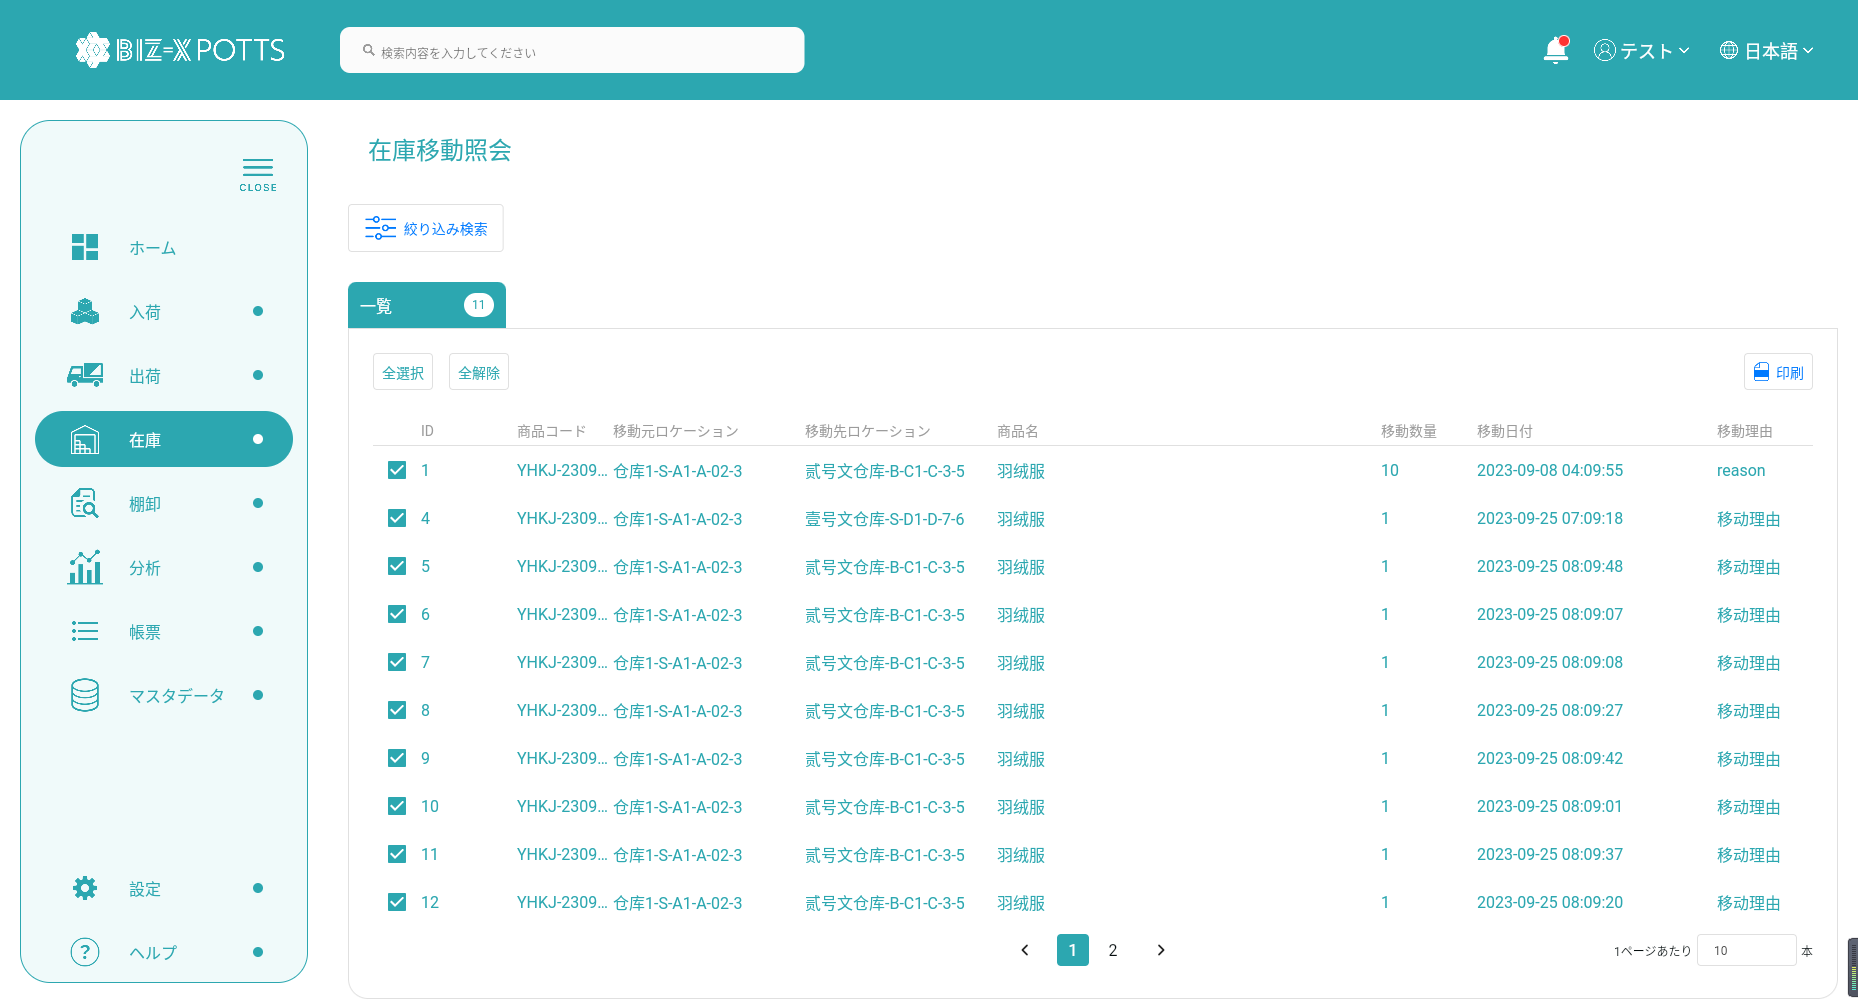 BIZ-X POTTS
検索内容を入力してください
テスト
日本語
CLOSE
ホーム
入荷
出荷
在庫
棚卸
分析
帳票
マスタデータ
設定
? ヘルプ
在庫移動照会
絞り込み検索
一覧 11
全選択 全解除 印刷
ID 商品コード 移動元ロケーション 移動先ロケーション 商品名 移動数量 移動日付 移動理由
1 YHKJ-2309... 仓库1-S-A1-A-02-3 贰号文仓库-B-C1-C-3-5 羽绒服 10 2023-09-08 04:09:55 reason
4 YHKJ-2309... 仓库1-S-A1-A-02-3 壹号文仓库-S-D1-D-7-6 羽绒服 1 2023-09-25 07:09:18 移动理由
5 YHKJ-2309... 仓库1-S-A1-A-02-3 贰号文仓库-B-C1-C-3-5 羽绒服 1 2023-09-25 08:09:48 移动理由
6 YHKJ-2309... 仓库1-S-A1-A-02-3 贰号文仓库-B-C1-C-3-5 羽绒服 1 2023-09-25 08:09:07 移动理由
7 YHKJ-2309... 仓库1-S-A1-A-02-3 贰号文仓库-B-C1-C-3-5 羽绒服 1 2023-09-25 08:09:08 移动理由
8 YHKJ-2309... 仓库1-S-A1-A-02-3 贰号文仓库-B-C1-C-3-5 羽绒服 1 2023-09-25 08:09:27 移动理由
9 YHKJ-2309... 仓库1-S-A1-A-02-3 贰号文仓库-B-C1-C-3-5 羽绒服 1 2023-09-25 08:09:42 移动理由
10 YHKJ-2309... 仓库1-S-A1-A-02-3 贰号文仓库-B-C1-C-3-5 羽绒服 1 2023-09-25 08:09:01 移动理由
11 YHKJ-2309... 仓库1-S-A1-A-02-3 贰号文仓库-B-C1-C-3-5 羽绒服 1 2023-09-25 08:09:37 移动理由
12 YHKJ-2309... 仓库1-S-A1-A-02-3 贰号文仓库-B-C1-C-3-5 羽绒服 1 2023-09-25 08:09:20 移动理由
1 2
1ページあたり 10 本